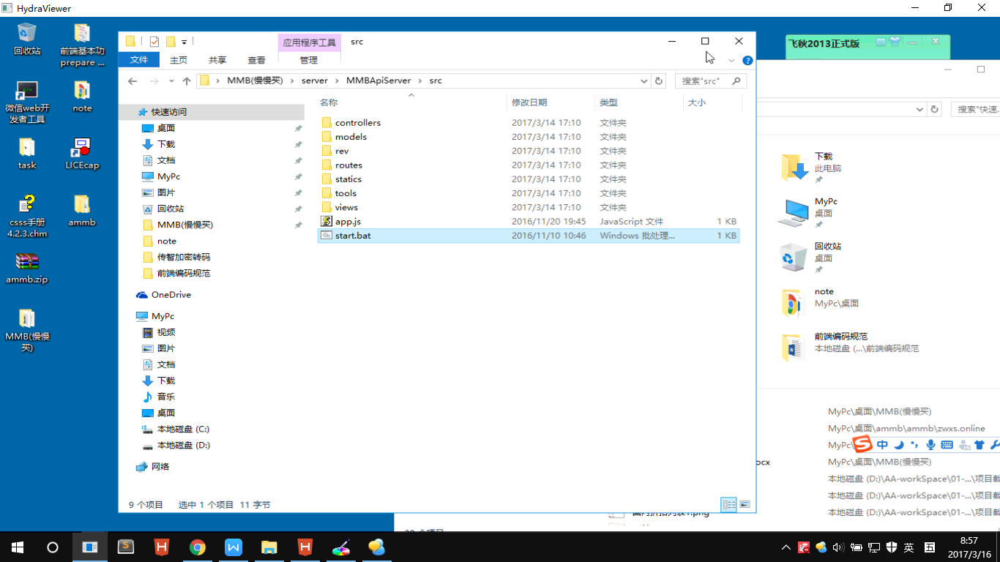 HydraViewer
回收站
前端基本功
prepare ...
微信web开
发者工具
note
task
LICEcap
csss手册
4.2.3.chm
ammb
ammb.zip
MMB(慢慢
买)
应用程序工具
src
文件
主页
共享
查看
管理
MMB(慢慢买)
server
MMBApiServer
src
搜索"src"
名称
修改日期
类型
大小
快速访问
桌面
下载
文档
MyPc
图片
回收站
MMB(慢慢买)
note
传智加密转码
前端编码规范
OneDrive
MyPc
视频
图片
文档
下载
音乐
桌面
本地磁盘 (C:)
本地磁盘 (D:)
网络
controllers 2017/3/14 17:10 文件夹
models 2017/3/14 17:10 文件夹
rev 2017/3/14 17:10 文件夹
routes 2017/3/14 17:10 文件夹
statics 2017/3/14 17:10 文件夹
tools 2017/3/14 17:10 文件夹
views 2017/3/14 17:10 文件夹
app.js 2016/11/20 19:45 JavaScript 文件 1 KB
start.bat 2016/11/10 10:46 Windows 批处理... 1 KB
9 个项目 选中 1 个项目 11 字节
飞秋2013正式版
搜索"快速.
下载
此电脑
MyPc
桌面
回收站
桌面
note
MyPc\桌面
前端编码规范
本地磁盘 (...\前端编码规范
MyPc\桌面\MMB(慢慢买)
MyPc\桌面\ammb\ammb\zwxs.online
MyPc\
中
ocx
MyPc\桌面\MMB(慢慢买)
本地磁盘 (D:)\AA-workSpace\01-...\项目截
本地磁盘 (D:)\AA-workSpace\01-...\项目截
本地磁盘 (D:)\AA-workSpace\01-...\项目截
英
五
8:57
2017/3/16